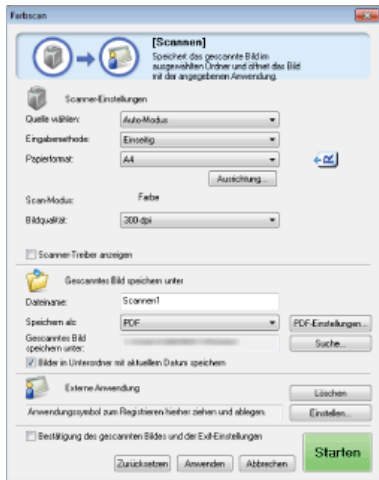 Farbscan
[Scannen]
Speichert das gescannte Bild im
ausgewählten Ordner und öffnet das Bild
mit der angegebenen Anwendung.
Scanner-Einstellungen
Quelle wählen: Auto-Modus
Eingabemethode: Einseitig
Papierformat: A4
Ausrichtung...
Scan-Modus: Farbe
Bildqualität: 300 dpi
Scanner-Treiber anzeigen
Gescanntes Bild speichern unter
Dateiname: Scannen1
Speichern als: PDF PDF-Einstellungen...
Gescanntes Bild
speichern unter: Suche...
Bilder in Unterordner mit aktuellem Datum speichern
Externe Anwendung Löschen
Anwendungssymbol zum Registrieren hierher ziehen und ablegen. Einstellen...
Bestätigung des gescannten Bildes und der Exif-Einstellungen
Zurücksetzen Anwenden Abbrechen Starten